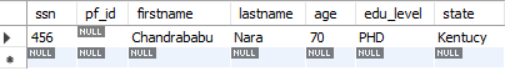 ssn pf_id firstname lastname age edu_level state
456 NULL Chandrababu Nara 70 PHD Kentucy
NULL NULL NULL NULL NULL NULL NULL